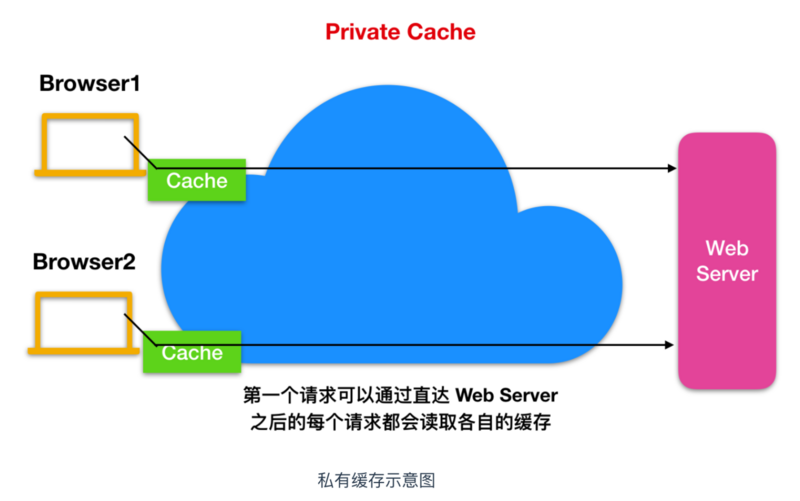 Private Cache
Browser1
Cache
Browser2
Cache
Web
Server
第一个请求可以通过直达 Web Server
之后的每个请求都会读取各自的缓存
私有缓存示意图